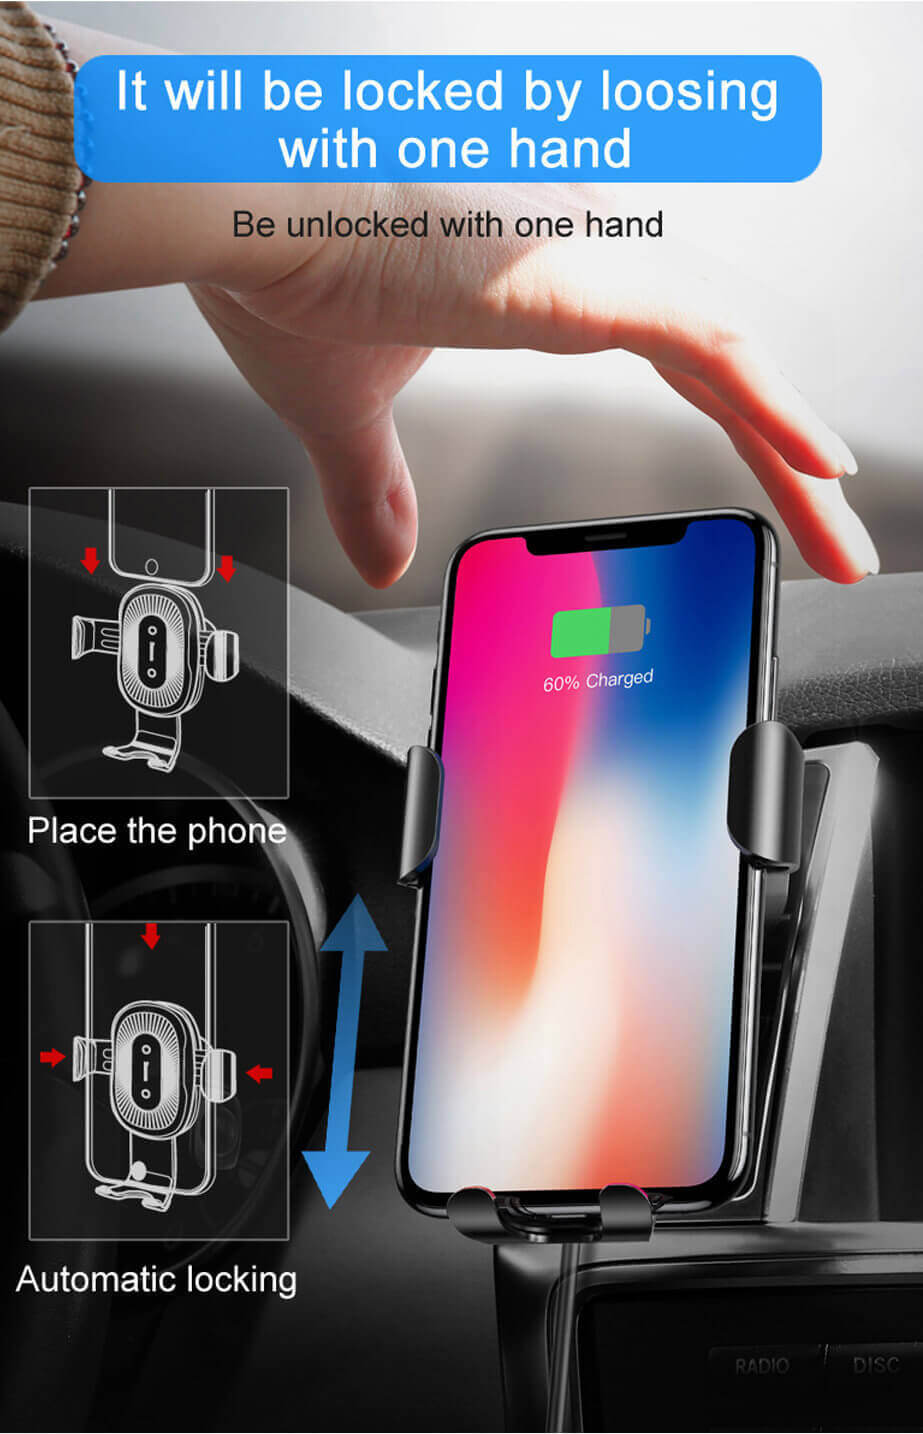 It will be locked by loosing
with one hand
Be unlocked with one hand
60% Charged
Place the phone
Automatic locking
RADIO
DISC